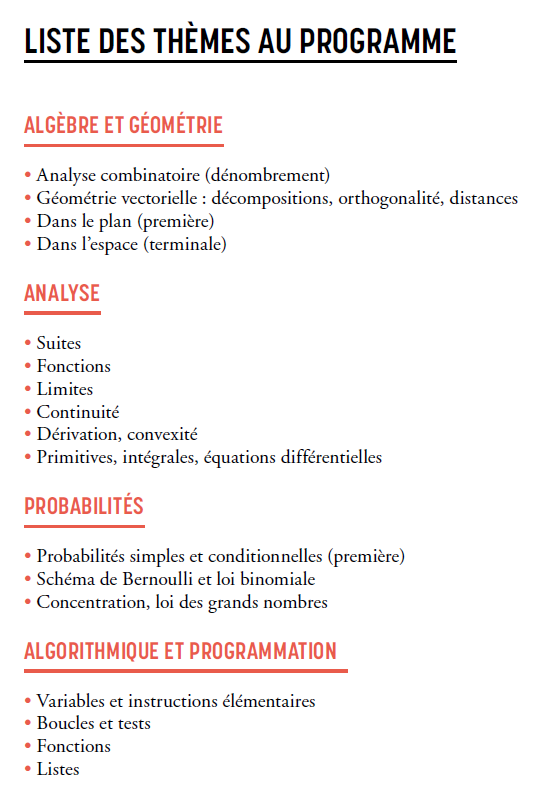 LISTE DES THÈMES AU PROGRAMME
ALGÈBRE ET GÉOMÉTRIE
• Analyse combinatoire (dénombrement)
• Géométrie vectorielle : décompositions, orthogonalité, distances
• Dans le plan (première)
• Dans l’espace (terminale)
ANALYSE
• Suites
• Fonctions
• Limites
• Continuité
• Dérivation, convexité
• Primitives, intégrales, équations différentielles
PROBABILITÉS
• Probabilités simples et conditionnelles (première)
• Schéma de Bernoulli et loi binomiale
• Concentration, loi des grands nombres
ALGORITHMIQUE ET PROGRAMMATION
• Variables et instructions élémentaires
• Boucles et tests
• Fonctions
• Listes